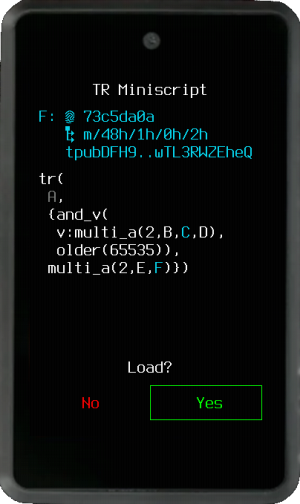 TR Miniscript
F: 73c5da0a
m/48h/1h/0h/2h
tpubDFH9..wTL3RWZEheQ
tr(
A,
{and_v(
v:multi_a(2,B,C,D),
older(65535)),
multi_a(2,E,F)})
Load?
No Yes